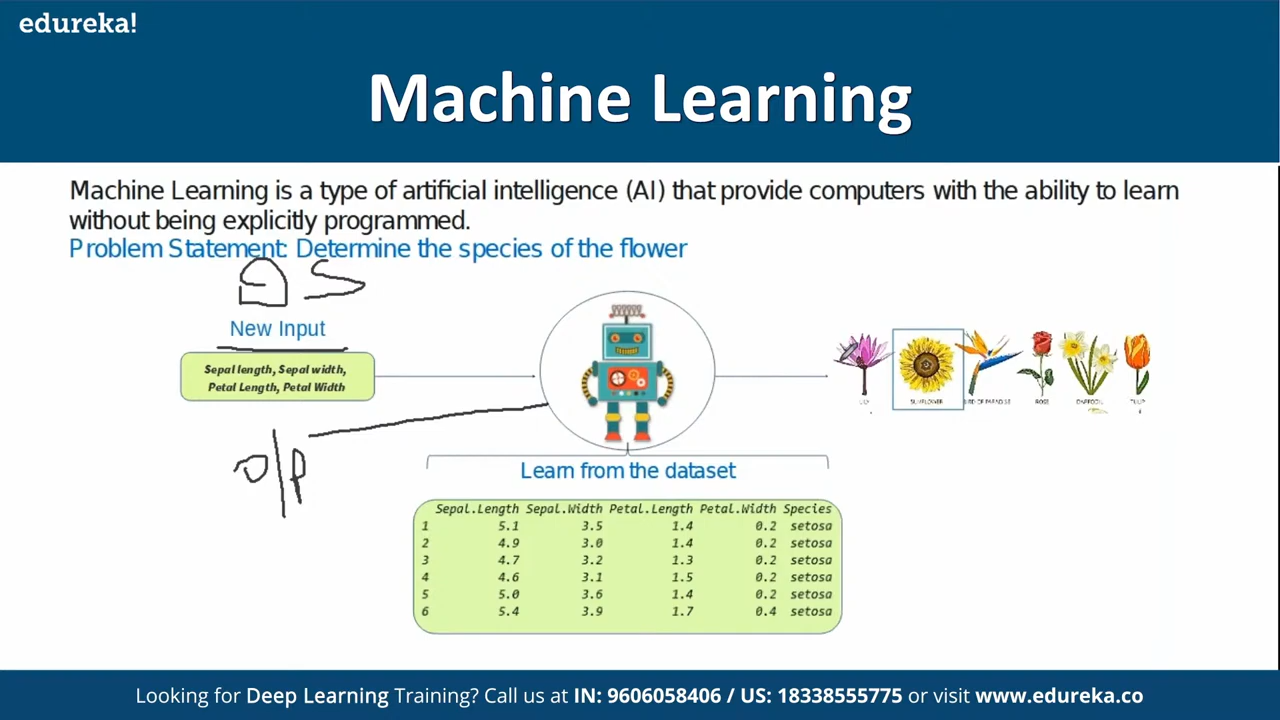 edureka!
Machine Learning
Machine Learning is a type of artificial intelligence (AI) that provide computers with the ability to learn
without being explicitly programmed.
Problem Statement: Determine the species of the flower
New Input
Sepal length, Sepal width,
Petal Length, Petal Width
SUNFLOWER
BIRD OF PARADISE
ROSE
DAFFODIL
O/P
Learn from the dataset
Sepal.Length Sepal.Width Petal.Length Petal.Width Species
1 5.1 3.5 1.4 0.2 setosa
2 4.9 3.0 1.4 0.2 setosa
3 4.7 3.2 1.3 0.2 setosa
4 4.6 3.1 1.5 0.2 setosa
5 5.0 3.6 1.4 0.2 setosa
6 5.4 3.9 1.7 0.4 setosa
Looking for Deep Learning Training? Call us at IN: 9606058406 / US: 18338555775 or visit www.edureka.co